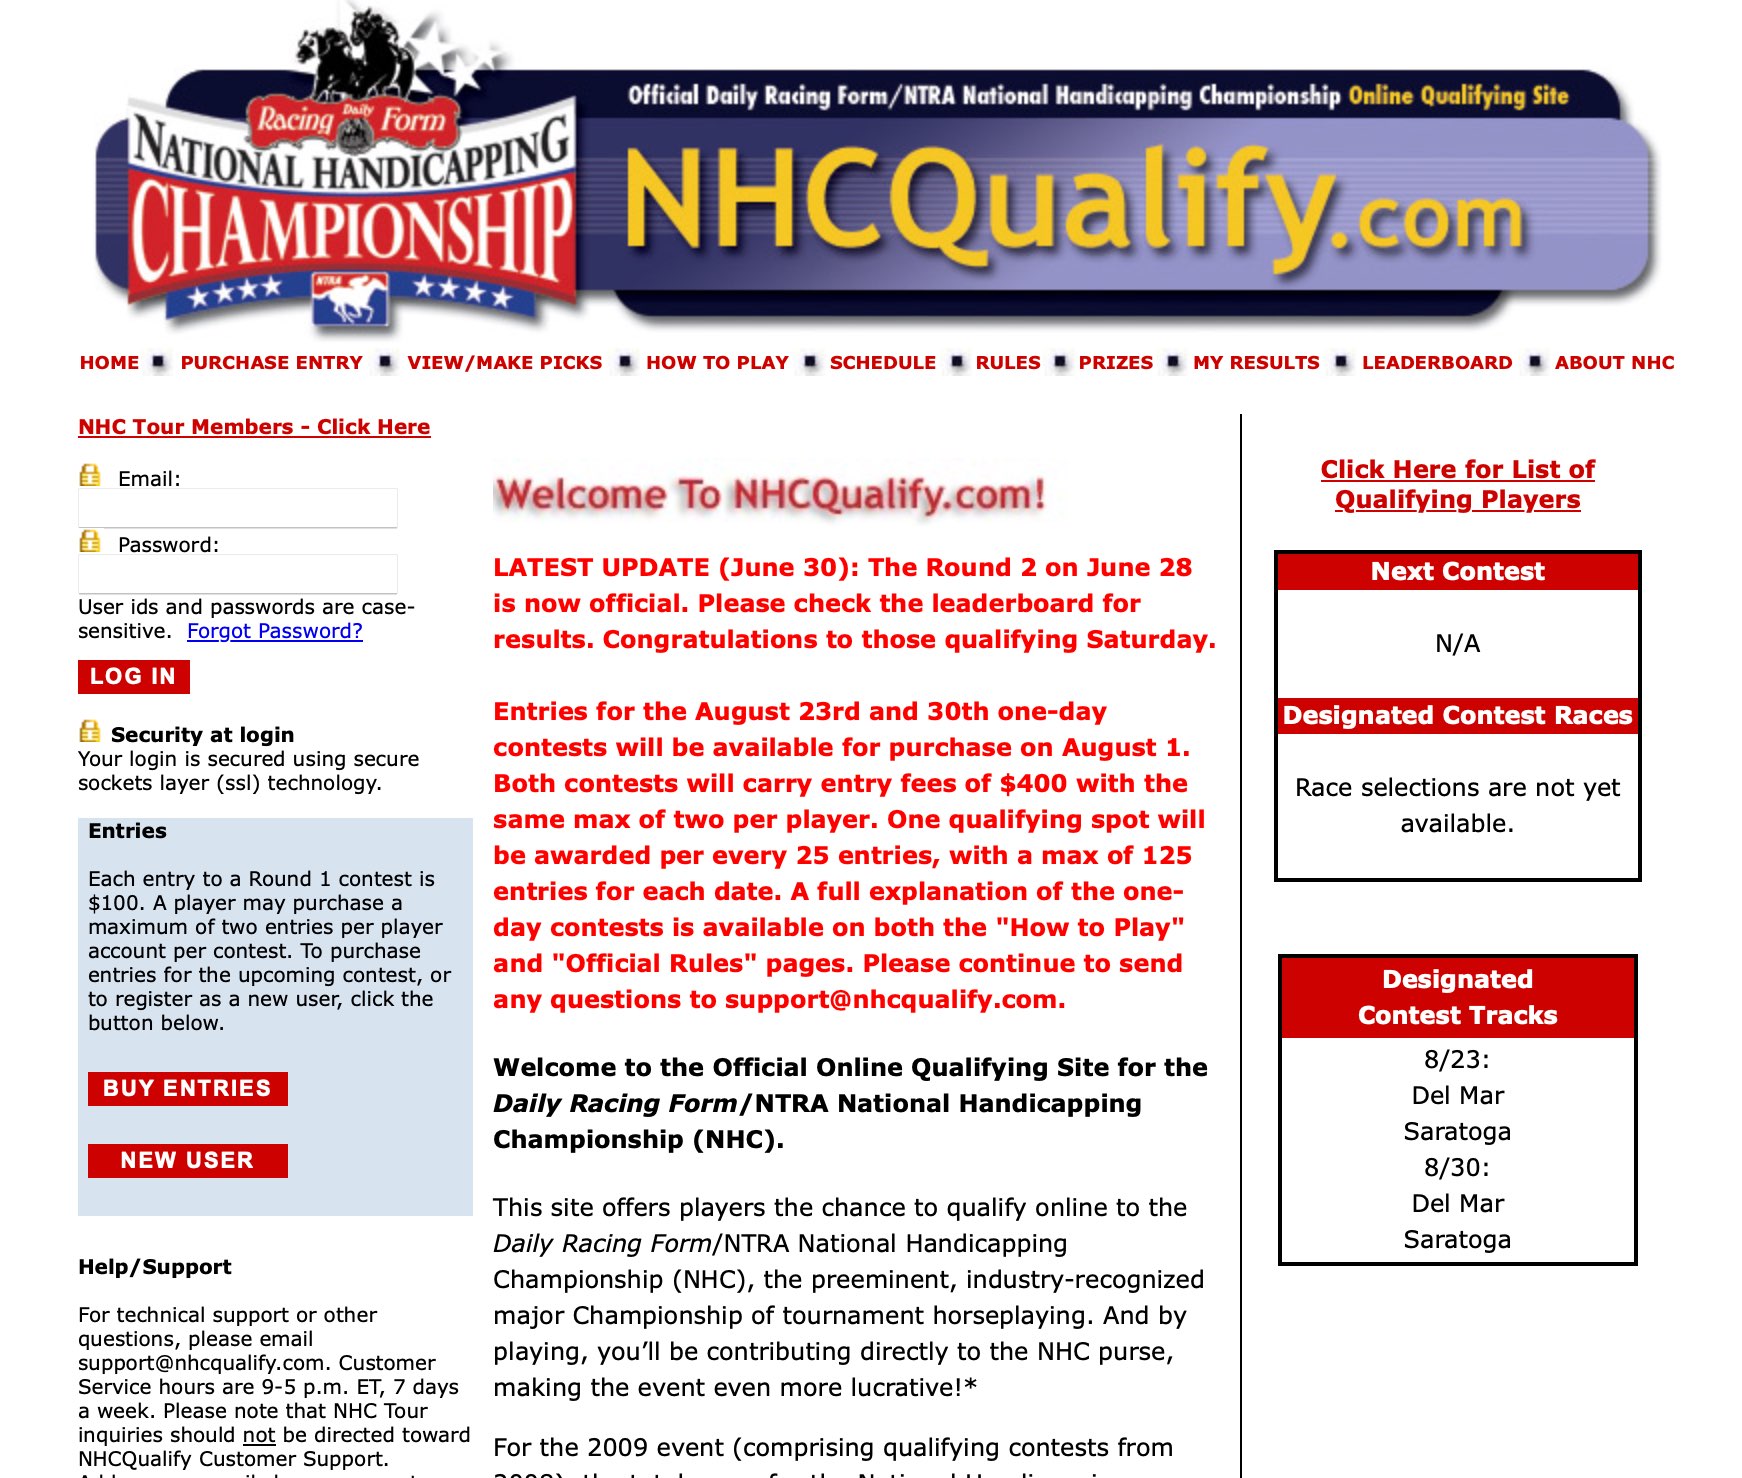 Official Daily Racing Form/NTRA National Handicapping Championship Online Qualifying Site
Racing Daily Form
NATIONAL HANDICAPPING
CHAMPIONSHIP
NTRA
NHCQualify.com
HOME PURCHASE ENTRY VIEW/MAKE PICKS HOW TO PLAY SCHEDULE RULES PRIZES MY RESULTS LEADERBOARD ABOUT NHC
NHC Tour Members - Click Here
Email:
Password:
User ids and passwords are case-
sensitive. Forgot Password?
LOG IN
Security at login
Your login is secured using secure
sockets layer (ssl) technology.
Entries
Each entry to a Round 1 contest is
$100. A player may purchase a
maximum of two entries per player
account per contest. To purchase
entries for the upcoming contest, or
to register as a new user, click the
button below.
BUY ENTRIES
NEW USER
Help/Support
For technical support or other
questions, please email
support@nhcqualify.com. Customer
Service hours are 9-5 p.m. ET, 7 days
a week. Please note that NHC Tour
inquiries should not be directed toward
NHCQualify Customer Support.
Welcome To NHCQualify.com!
LATEST UPDATE (June 30): The Round 2 on June 28
is now official. Please check the leaderboard for
results. Congratulations to those qualifying Saturday.
Entries for the August 23rd and 30th one-day
contests will be available for purchase on August 1.
Both contests will carry entry fees of $400 with the
same max of two per player. One qualifying spot will
be awarded per every 25 entries, with a max of 125
entries for each date. A full explanation of the one-
day contests is available on both the "How to Play"
and "Official Rules" pages. Please continue to send
any questions to support@nhcqualify.com.
Welcome to the Official Online Qualifying Site for the
Daily Racing Form/NTRA National Handicapping
Championship (NHC).
This site offers players the chance to qualify online to the
Daily Racing Form/NTRA National Handicapping
Championship (NHC), the preeminent, industry-recognized
major Championship of tournament horseplaying. And by
playing, you’ll be contributing directly to the NHC purse,
making the event even more lucrative!*
For the 2009 event (comprising qualifying contests from
Click Here for List of
Qualifying Players
Next Contest
N/A
Designated Contest Races
Race selections are not yet
available.
Designated
Contest Tracks
8/23:
Del Mar
Saratoga
8/30:
Del Mar
Saratoga